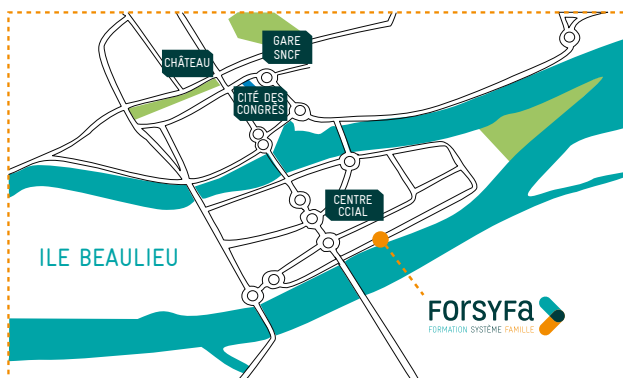 GARE
SNCF
CHÂTEAU
CITÉ DES
CONGRÈS
CENTRE
CCIAL
ILE BEAULIEU
FORSYFA
FORMATION SYSTÈME FAMILLE